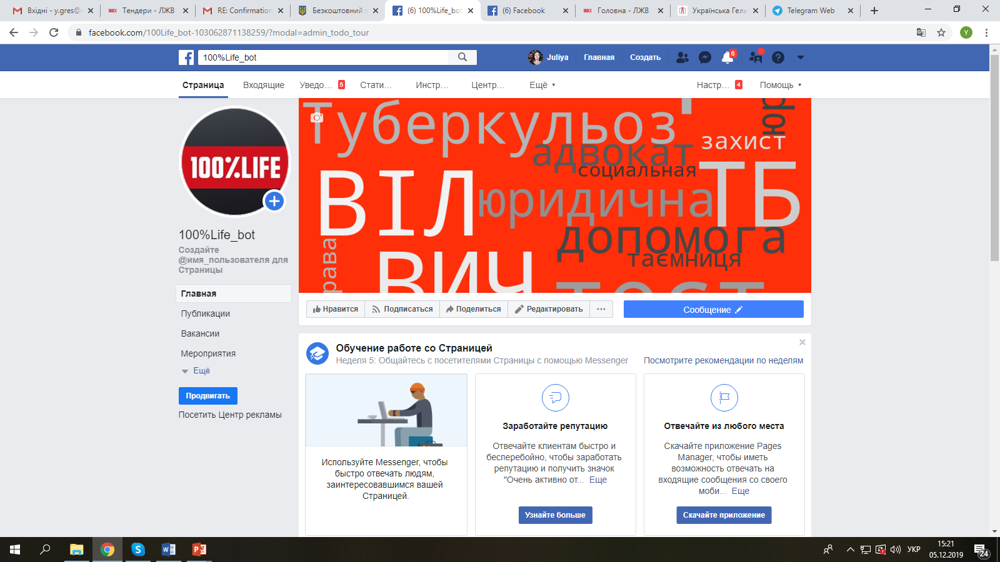 Вхідні - y.gres@
Тендери - ЛЖВ
RE: Confirmation
Безкоштовний з
(6) 100%Life_bot
(6) Facebook
Головна - ЛЖВ
Українська Гель
Telegram Web
facebook.com/100Life_bot-103062871138259/?modal=admin_todo_tour
Y
100%Life_bot
Juliya
Главная
Создать
6
Страница
Входящие
Уведо... 5
Стати...
Инстр...
Центр...
Ещё
Настр... 4
Помощь
Туберкульоз
юр
захист
адвокат
социальная
ВІЛ
юридична
ТБ
допомога
таємниця
рава
ВИЧ
тест
100%LIFE
100%Life_bot
Создайте
@имя_пользователя для
Страницы
Главная
Публикации
Вакансии
Мероприятия
Ещё
Продвигать
Посетить Центр рекламы
Нравится
Подписаться
Поделиться
Редактировать
...
Сообщение
Обучение работе со Страницей
Неделя 5: Общайтесь с посетителями Страницы с помощью Messenger
Посмотрите рекомендации по неделям
Используйте Messenger, чтобы
быстро отвечать людям,
заинтересовавшимся вашей
Страницей.
Заработайте репутацию
Отвечайте клиентам быстро и
бесперебойно, чтобы заработать
репутацию и получить значок
"Очень активно от... Еще
Узнайте больше
Отвечайте из любого места
Скачайте приложение Pages
Manager, чтобы иметь
возможность отвечать на
входящие сообщения со своего
моби... Еще
Скачайте приложение
УКР
15:21
05.12.2019
24